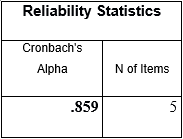 Reliability Statistics
Cronbach's
Alpha N of Items
.859 5